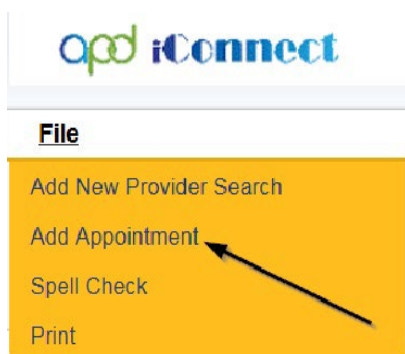 apd iConnect
File
Add New Provider Search
Add Appointment
Spell Check
Print